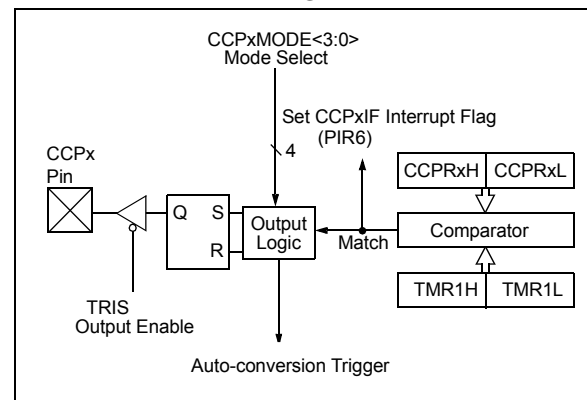 CCPxMODE<3:0>
Mode Select
Set CCPxIF Interrupt Flag
(PIR6)
4
CCPx
Pin
CCPRxH CCPRxL
Q S
R
Output
Logic
Match
Comparator
TMR1H TMR1L
TRIS
Output Enable
Auto-conversion Trigger